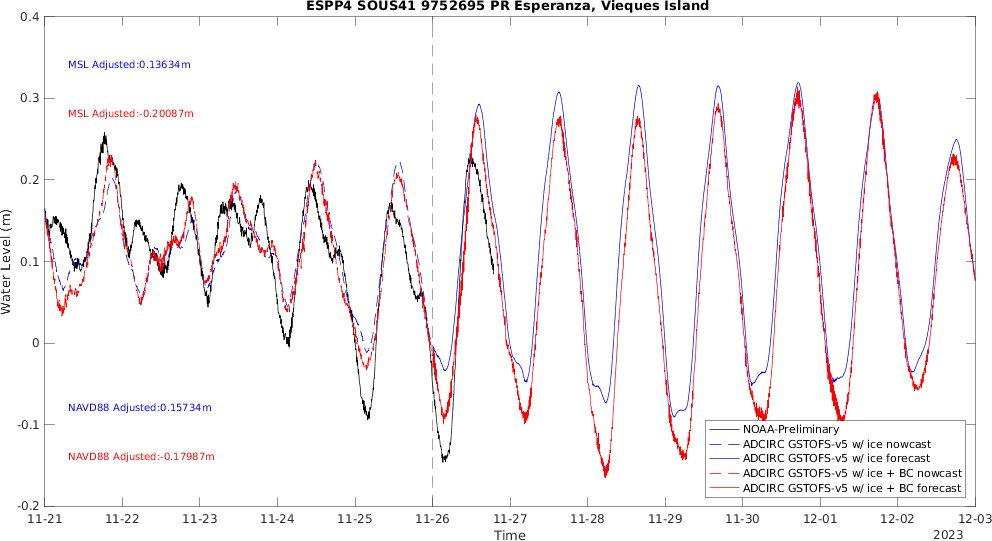 ESPP4 SOUS41 9752695 PR Esperanza, Vieques Island
0.4
0.3
0.2
0.1
0
-0.1
-0.2
Water Level (m)
MSL Adjusted:0.13634m
MSL Adjusted:-0.20087m
NAVD88 Adjusted:0.15734m
NAVD88 Adjusted:-0.17987m
NOAA-Preliminary
ADCIRC GSTOFS-v5 w/ ice nowcast
ADCIRC GSTOFS-v5 w/ ice forecast
ADCIRC GSTOFS-v5 w/ ice + BC nowcast
ADCIRC GSTOFS-v5 w/ ice + BC forecast
11-21 11-22 11-23 11-24 11-25 11-26 11-27 11-28 11-29 11-30 12-01 12-02 12-03
Time
2023